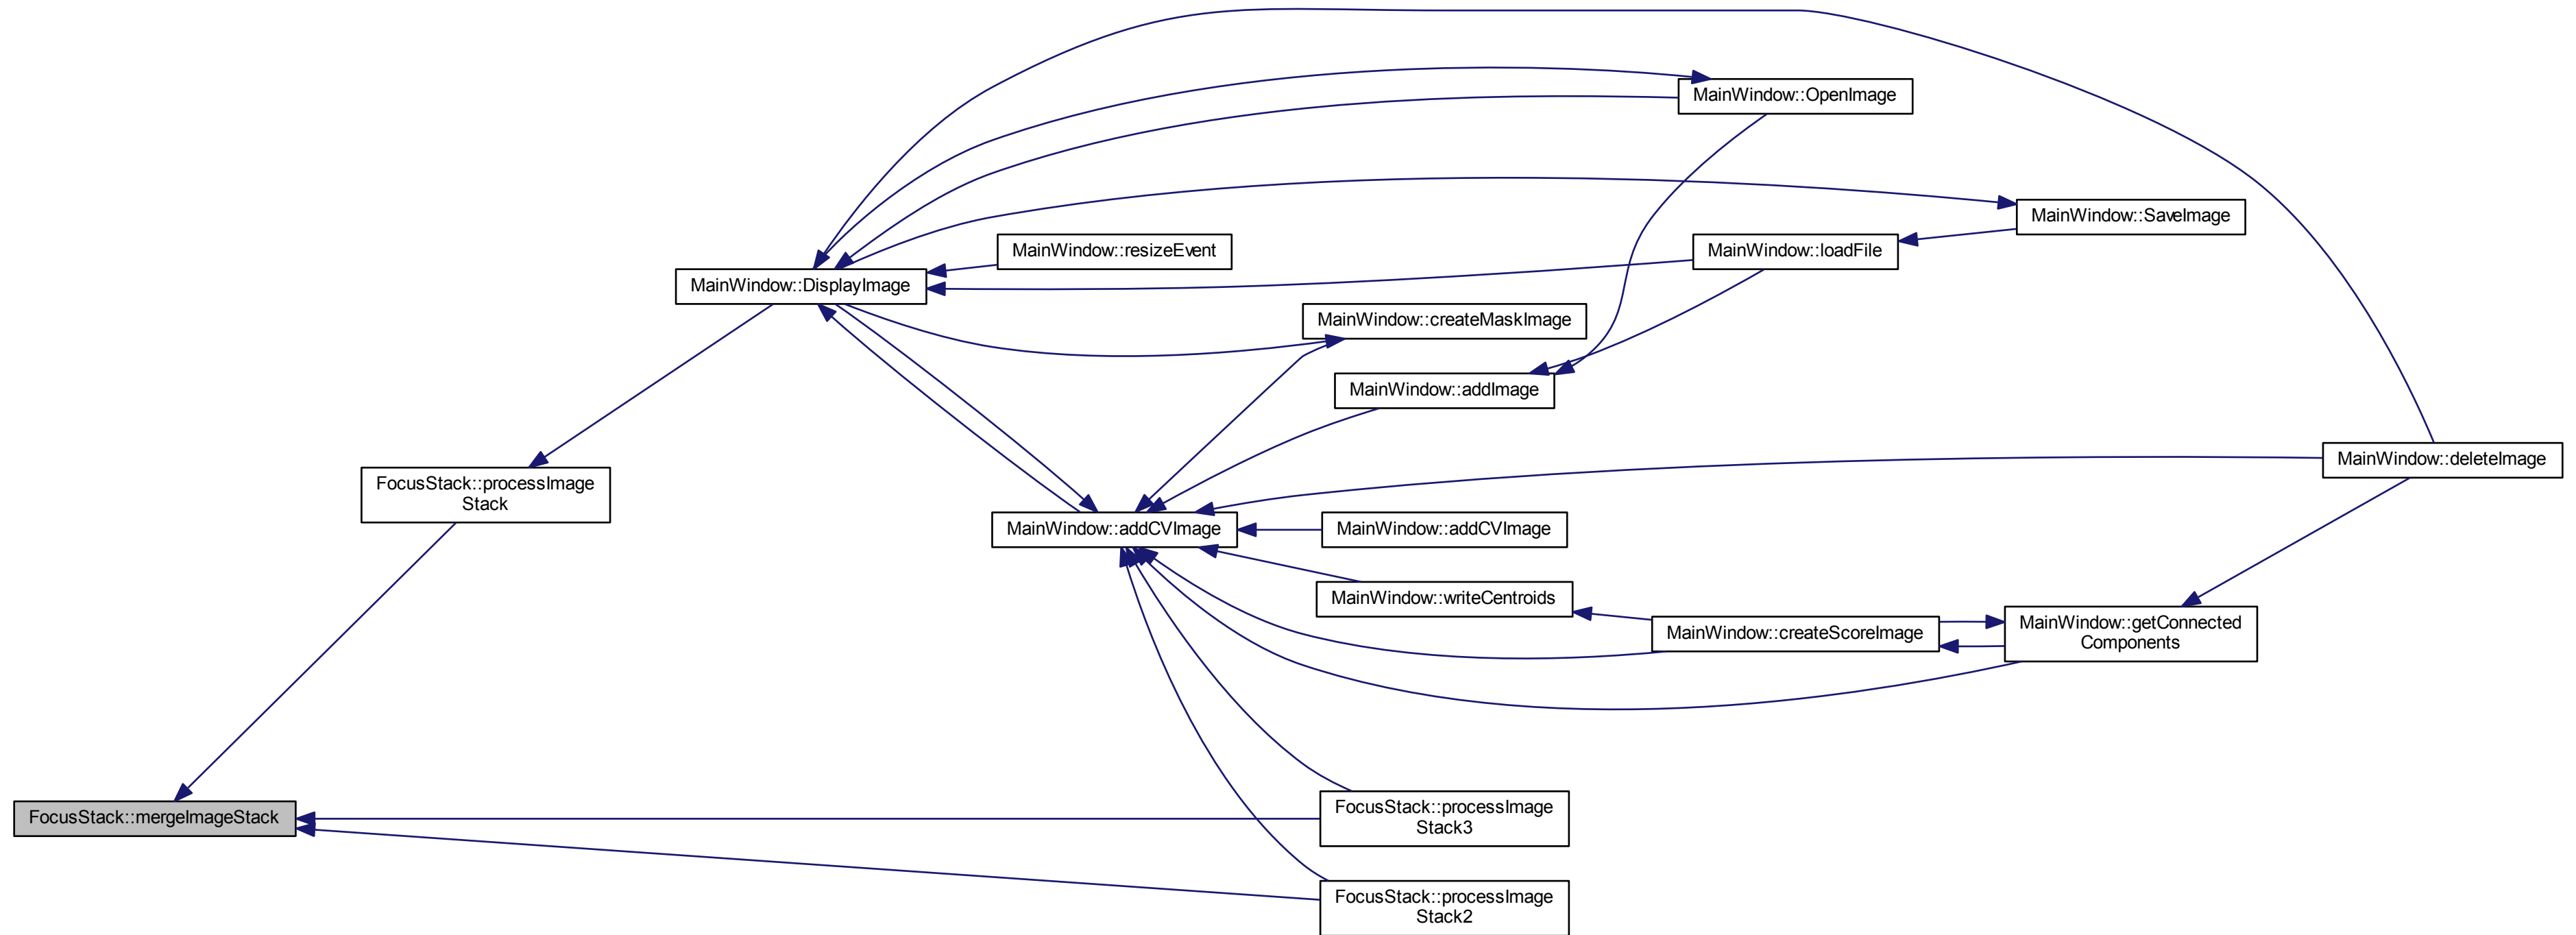 MainWindow::OpenImage
MainWindow::SaveImage
MainWindow::resizeEvent
MainWindow::loadFile
MainWindow::DisplayImage
MainWindow::createMaskImage
MainWindow::addImage
MainWindow::deleteImage
FocusStack::processImage
Stack
MainWindow::addCVImage
MainWindow::addCVImage
MainWindow::writeCentroids
MainWindow::createScoreImage
MainWindow::getConnected
Components
FocusStack::mergeImageStack
FocusStack::processImage
Stack3
FocusStack::processImage
Stack2